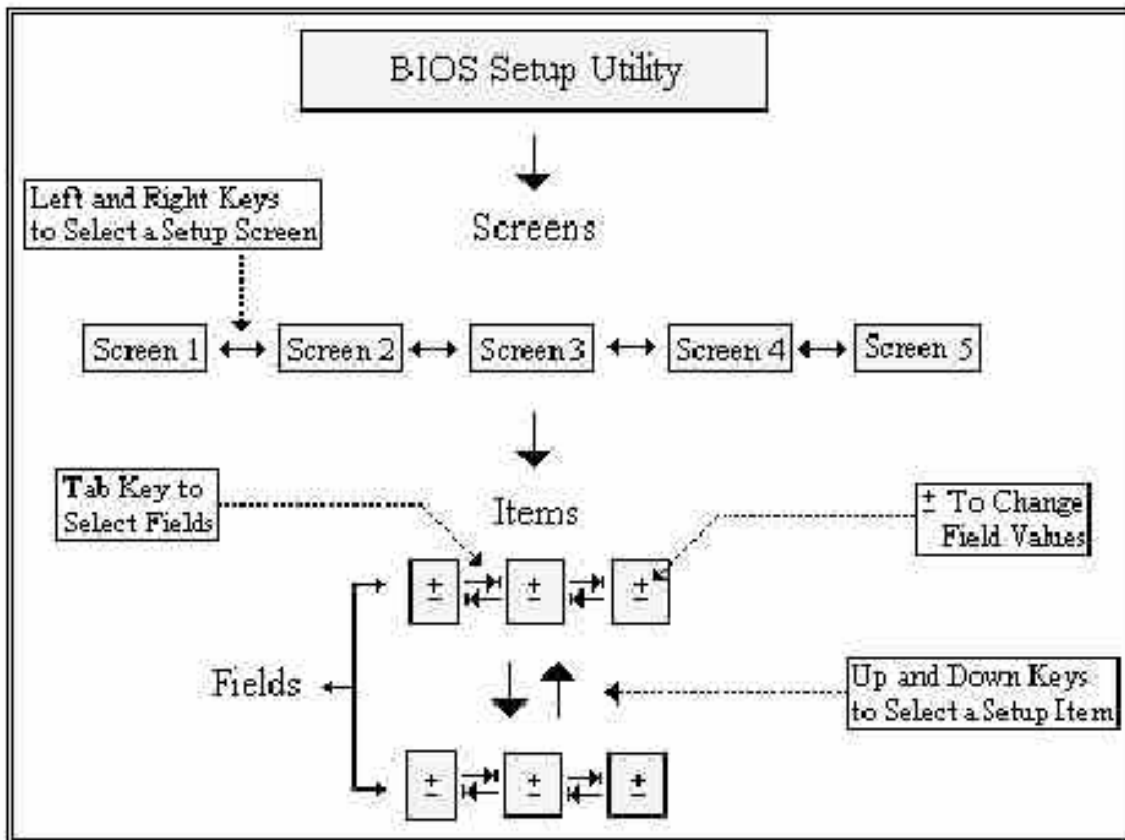 BIOS Setup Utility
Left and Right Keys
to Select a Setup Screen
Screens
Screen 1
Screen 2
Screen 3
Screen 4
Screen 5
Tab Key to
Select Fields
Items
± To Change
Field Values
± ± ±
Fields
Up and Down Keys
to Select a Setup Item
± ± ±